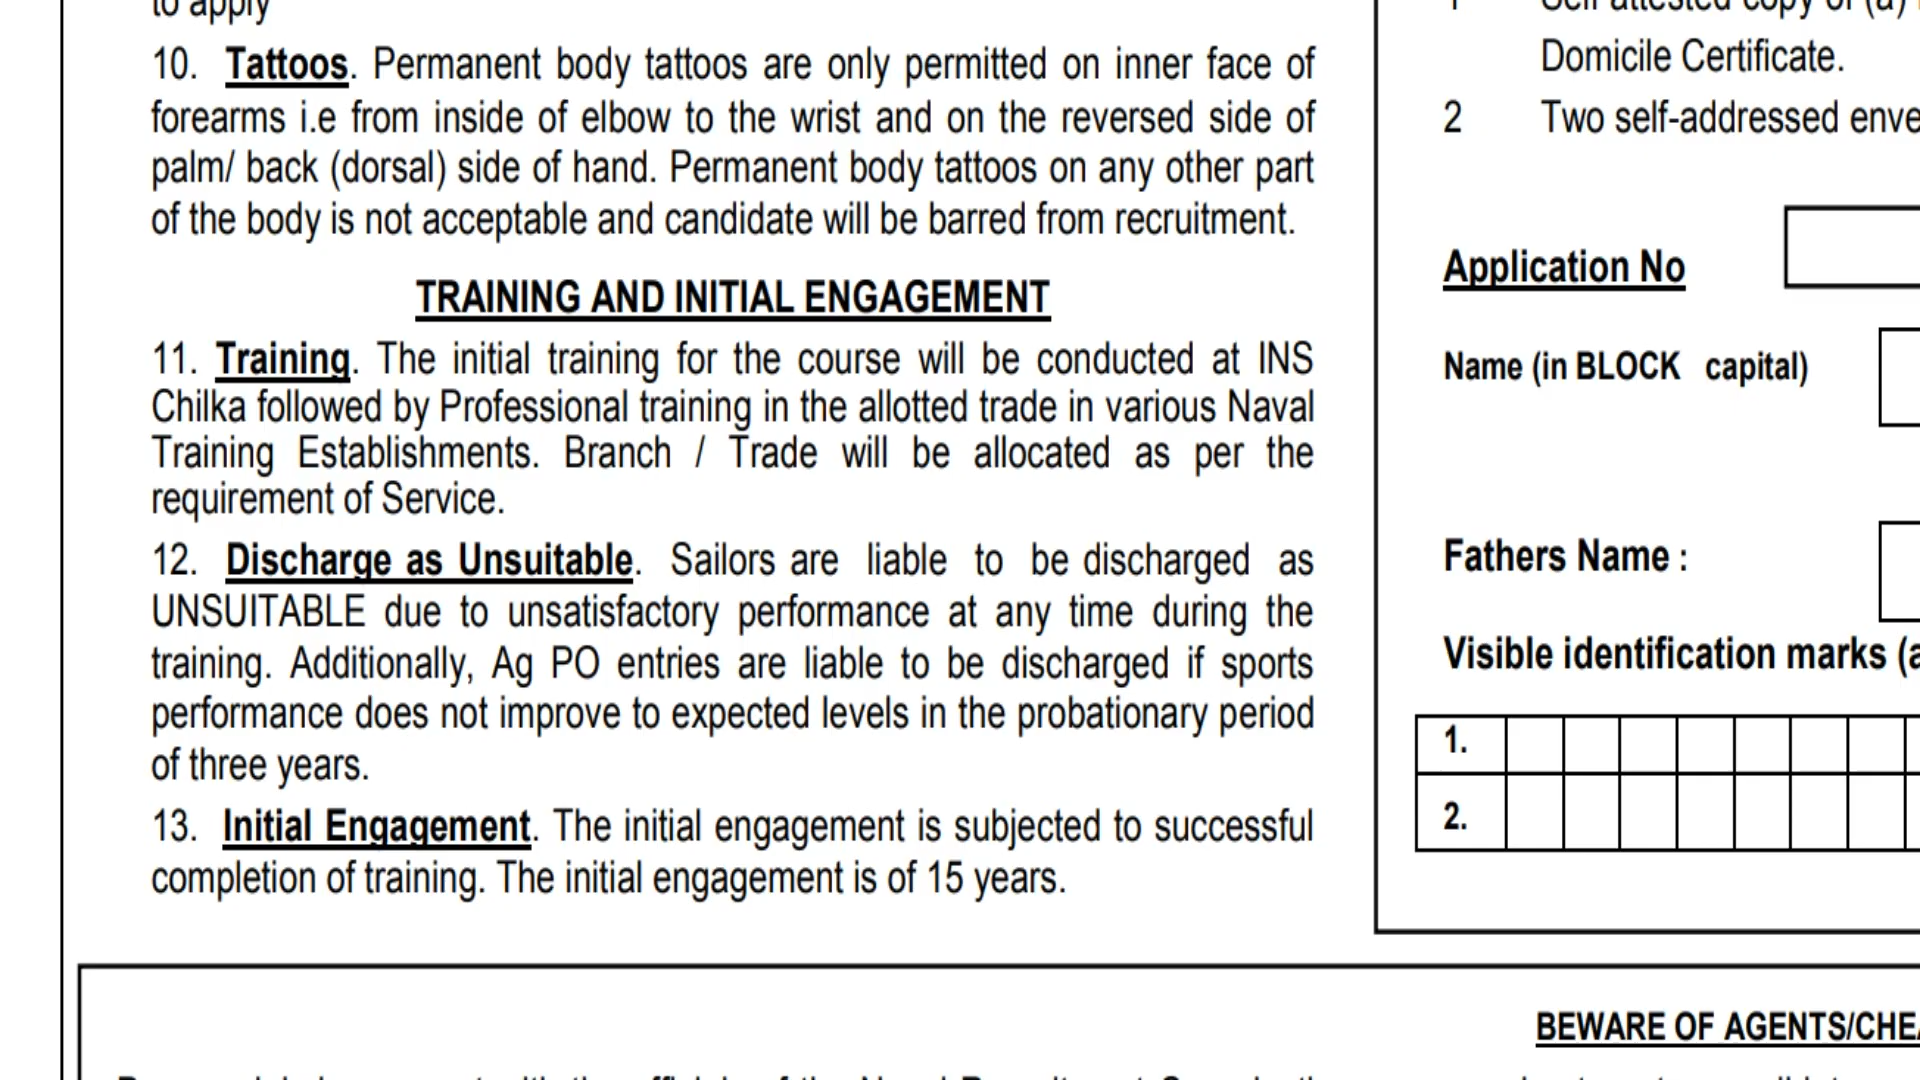 to apply
10. Tattoos. Permanent body tattoos are only permitted on inner face of
forearms i.e from inside of elbow to the wrist and on the reversed side of
palm/ back (dorsal) side of hand. Permanent body tattoos on any other part
of the body is not acceptable and candidate will be barred from recruitment.
TRAINING AND INITIAL ENGAGEMENT
11. Training. The initial training for the course will be conducted at INS
Chilka followed by Professional training in the allotted trade in various Naval
Training Establishments. Branch / Trade will be allocated as per the
requirement of Service.
12. Discharge as Unsuitable. Sailors are liable to be discharged as
UNSUITABLE due to unsatisfactory performance at any time during the
training. Additionally, Ag PO entries are liable to be discharged if sports
performance does not improve to expected levels in the probationary period
of three years.
13. Initial Engagement. The initial engagement is subjected to successful
completion of training. The initial engagement is of 15 years.
1 Self attested copy of (a)
Domicile Certificate.
2 Two self-addressed enve
Application No
Name (in BLOCK capital)
Fathers Name :
Visible identification marks (a
1.
2.
BEWARE OF AGENTS/CHEA